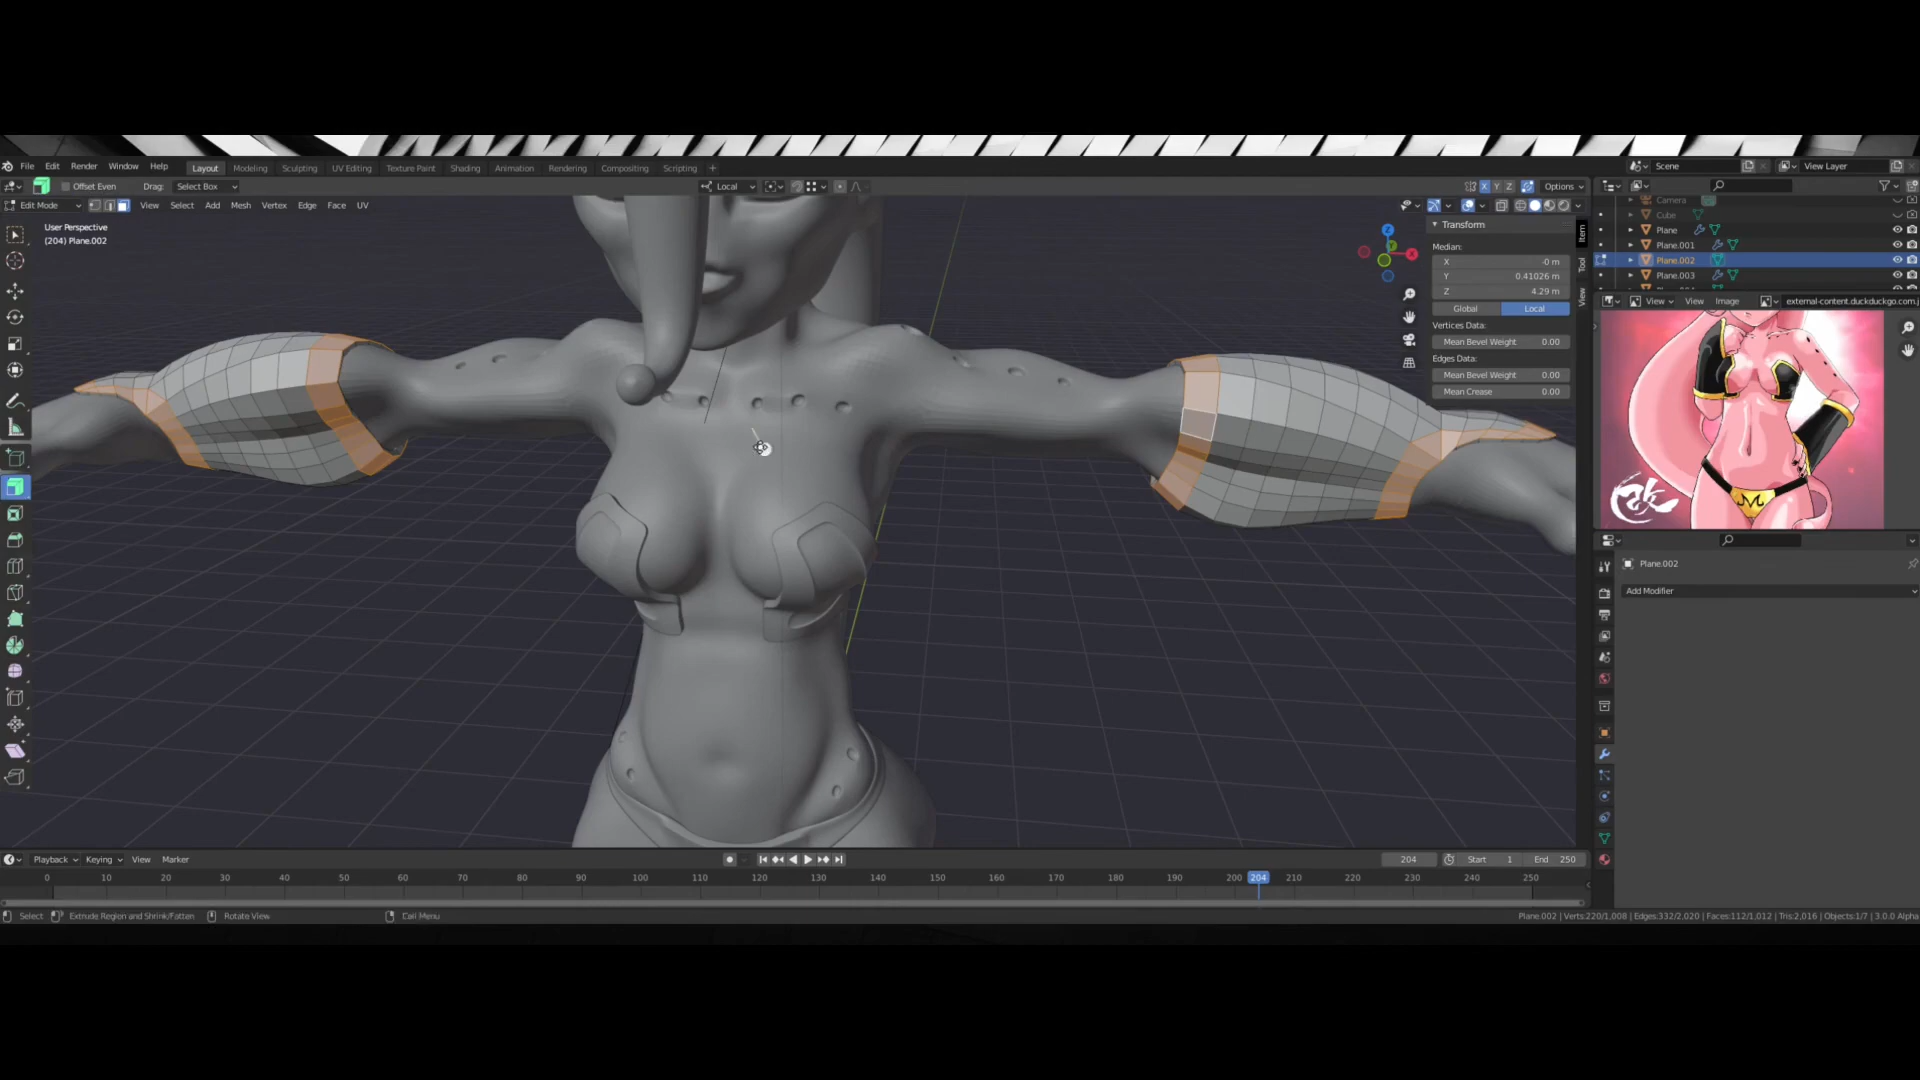 File Edit Render Window Help Layout Modeling Sculpting UV Editing Texture Paint Shading Animation Rendering Compositing Scripting + Scene View Layer
Offset Even Drag: Select Box Local X Y Z Options
Edit Mode View Select Add Mesh Vertex Edge Face UV
User Perspective
(204) Plane.002
Z
X
Y
Transform
Median:
X -0 m
Y 0.41026 m
Z 4.29 m
Global Local
Vertices Data:
Mean Bevel Weight 0.00
Edges Data:
Mean Bevel Weight 0.00
Mean Crease 0.00
Item
Tool
View
Camera
Cube
Plane
Plane.001
Plane.002
Plane.003
View View Image external-content.duckduckgo.com.j
M
Plane.002
Add Modifier
Playback Keying View Marker 204 Start 1 End 250
0 10 20 30 40 50 60 70 80 90 100 110 120 130 140 150 160 170 180 190 200 204 210 220 230 240 250
Select Extrude Region and Shrink/Fatten Rotate View Call Menu Plane.002 | Verts:220/1,008 | Edges:332/2,020 | Faces:112/1,012 | Tris:2,016 | Objects:1/7 | 3.0.0 Alpha